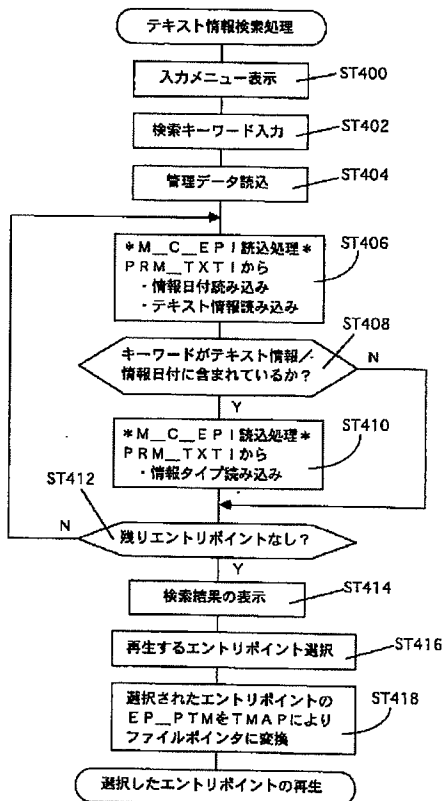 テキスト情報検索処理
入力メニュー表示
ST400
検索キーワード入力
ST402
管理データ読込
ST404
*M__C__EPI読込処理*
PRM__TXTIから
・情報日付読み込み
・テキスト情報読み込み
ST406
キーワードがテキスト情報/
情報日付に含まれているか?
ST408
N
Y
*M__C__EPI読込処理*
PRM__TXTIから
・情報タイプ読み込み
ST410
ST412
N
残りエントリポイントなし?
Y
検索結果の表示
ST414
再生するエントリポイント選択
ST416
選択されたエントリポイントの
EP__PTMをTMAPにより
ファイルポインタに変換
ST418
選択したエントリポイントの再生